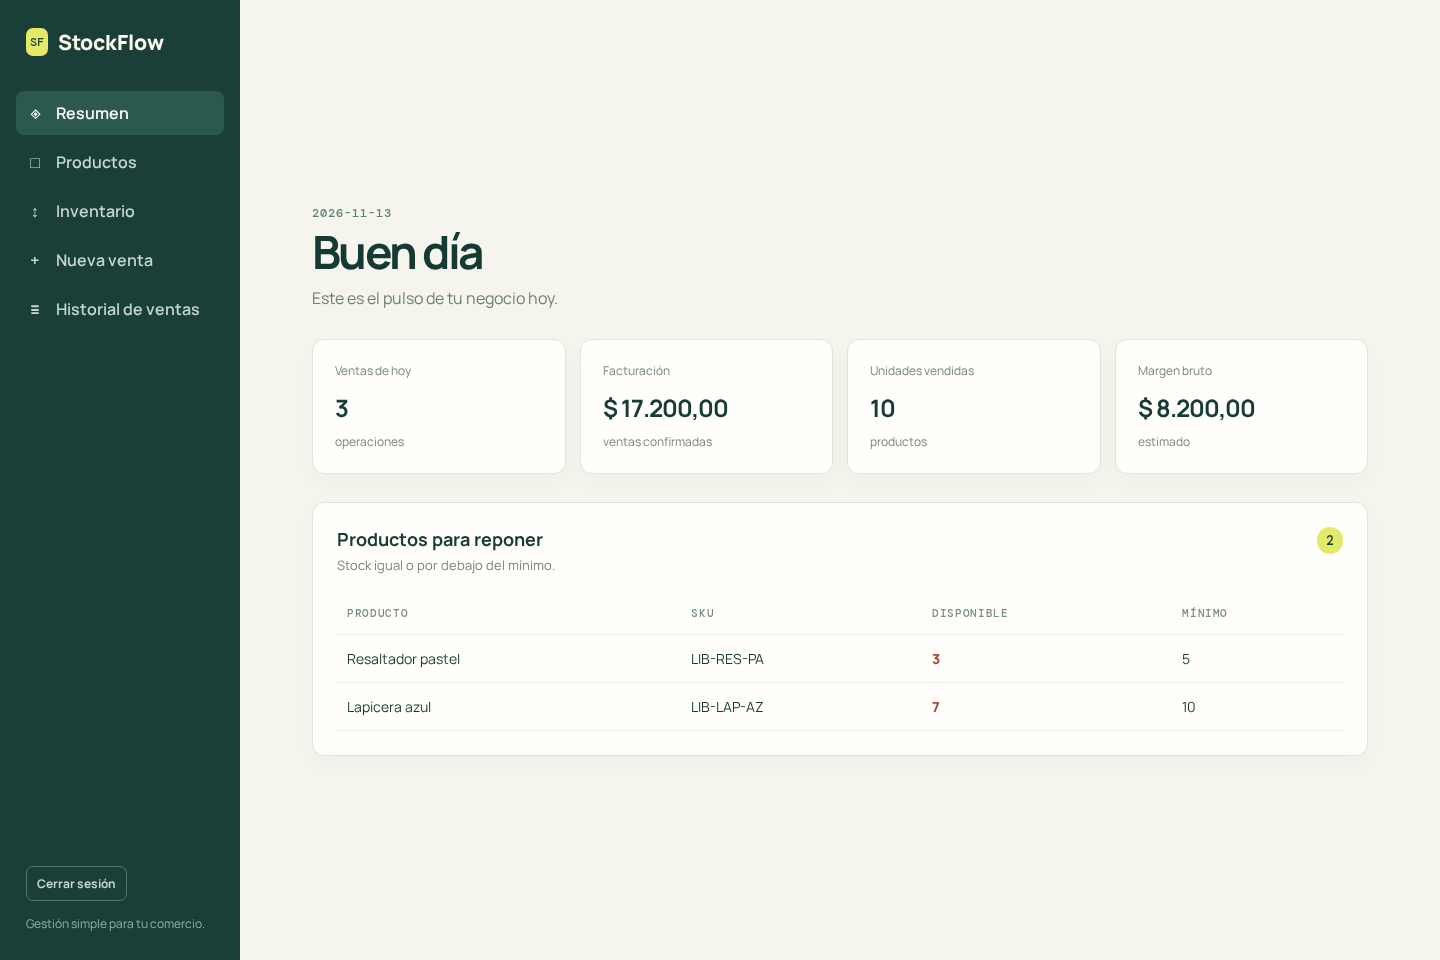 SF StockFlow
Resumen
Productos
Inventario
+ Nueva venta
Historial de ventas
Cerrar sesión
Gestión simple para tu comercio.
2026-11-13
Buen día
Este es el pulso de tu negocio hoy.
Ventas de hoy
3
operaciones
Facturación
$ 17.200,00
ventas confirmadas
Unidades vendidas
10
productos
Margen bruto
$ 8.200,00
estimado
Productos para reponer
2
Stock igual o por debajo del mínimo.
PRODUCTO SKU DISPONIBLE MÍNIMO
Resaltador pastel LIB-RES-PA 3 5
Lapicera azul LIB-LAP-AZ 7 10